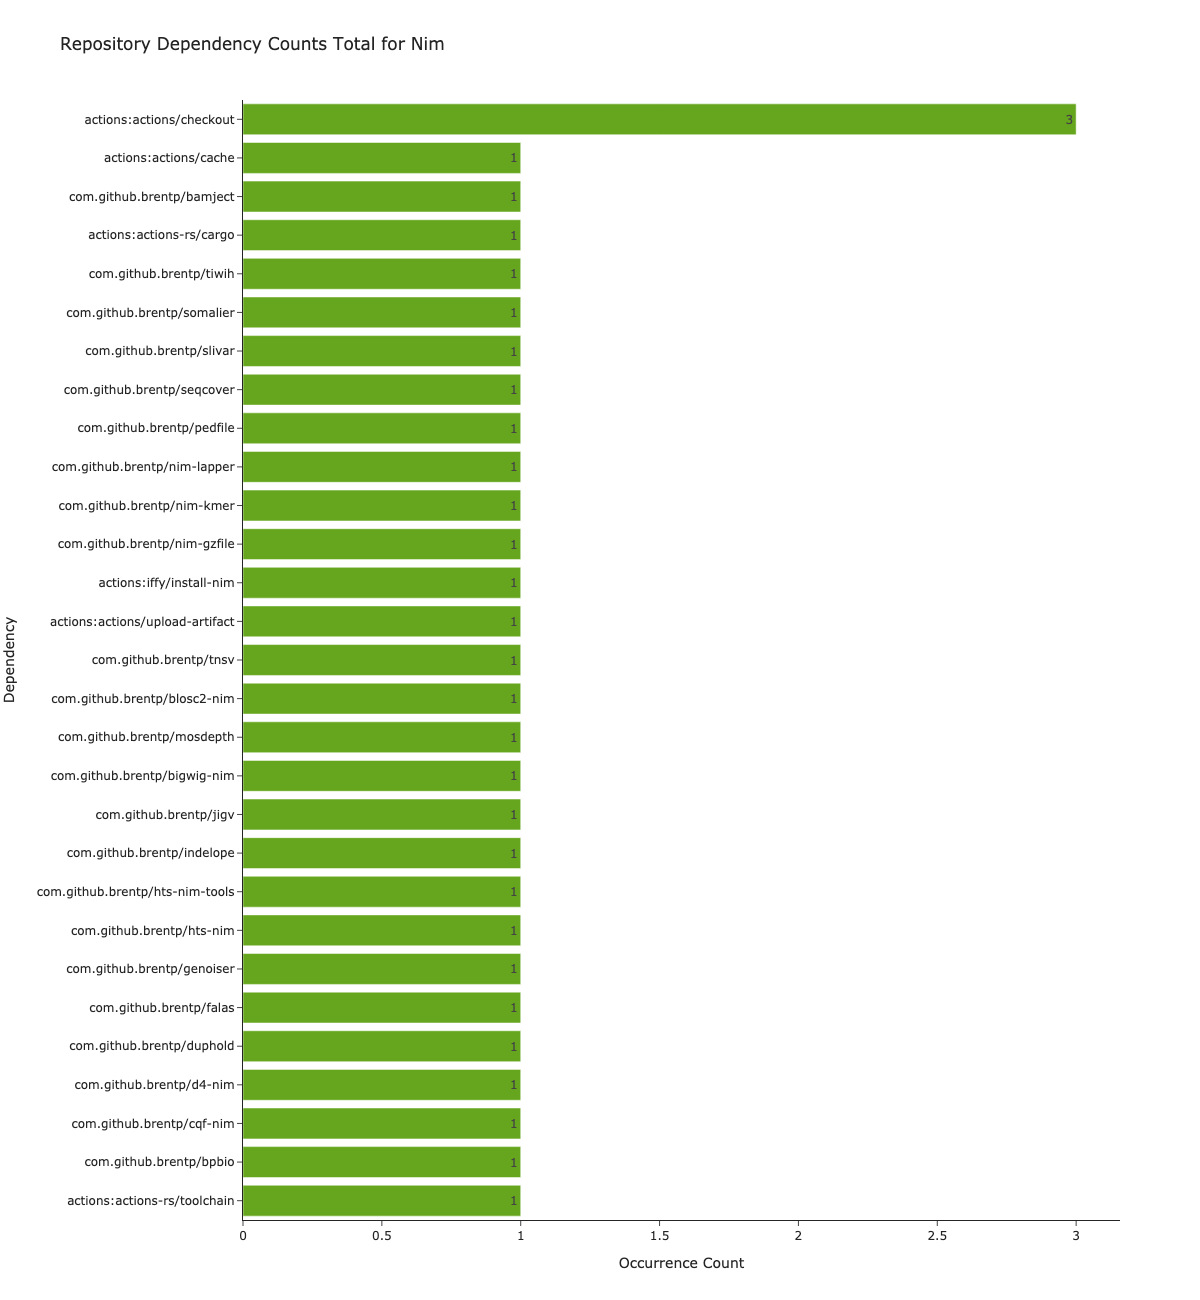 Repository Dependency Counts Total for Nim
Dependency
actions:actions/checkout 3
actions:actions/cache 1
com.github.brentp/bamject 1
actions:actions-rs/cargo 1
com.github.brentp/tiwih 1
com.github.brentp/somalier 1
com.github.brentp/slivar 1
com.github.brentp/seqcover 1
com.github.brentp/pedfile 1
com.github.brentp/nim-lapper 1
com.github.brentp/nim-kmer 1
com.github.brentp/nim-gzfile 1
actions:iffy/install-nim 1
actions:actions/upload-artifact 1
com.github.brentp/tnsv 1
com.github.brentp/blosc2-nim 1
com.github.brentp/mosdepth 1
com.github.brentp/bigwig-nim 1
com.github.brentp/jigv 1
com.github.brentp/indelope 1
com.github.brentp/hts-nim-tools 1
com.github.brentp/hts-nim 1
com.github.brentp/genoiser 1
com.github.brentp/falas 1
com.github.brentp/duphold 1
com.github.brentp/d4-nim 1
com.github.brentp/cqf-nim 1
com.github.brentp/bpbio 1
actions:actions-rs/toolchain 1
0 0.5 1 1.5 2 2.5 3
Occurrence Count